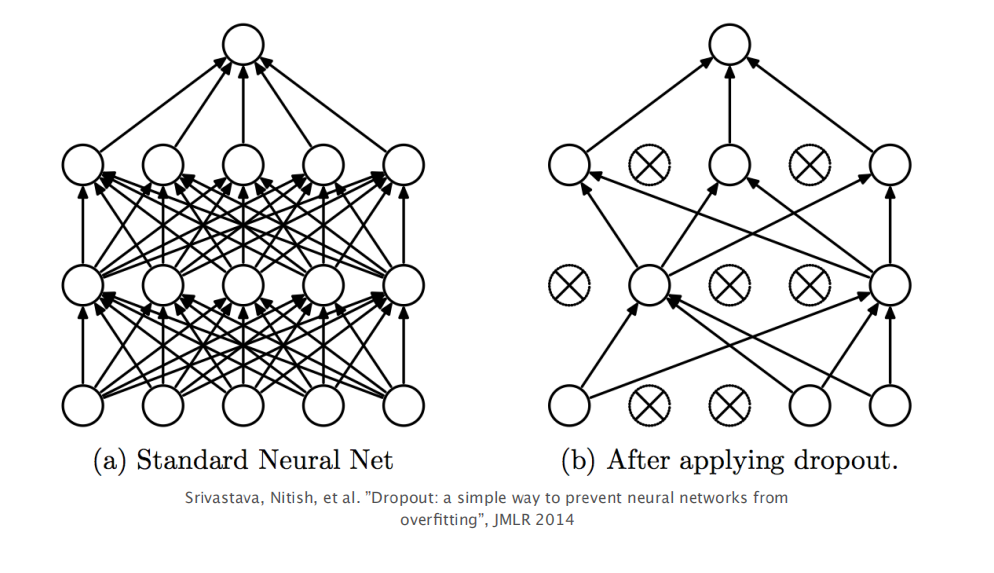 (a) Standard Neural Net
(b) After applying dropout.
Srivastava, Nitish, et al. ”Dropout: a simple way to prevent neural networks from
overfitting”, JMLR 2014